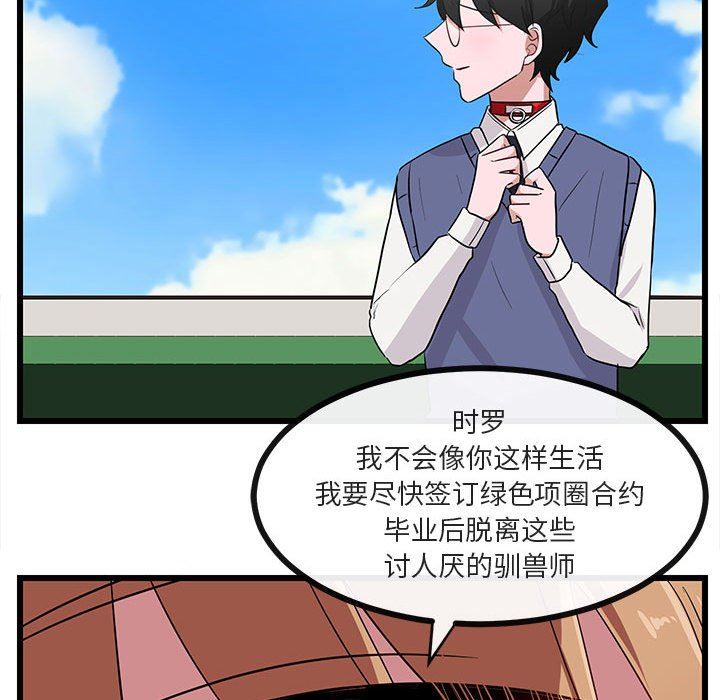 时罗
我不会像你这样生活
我要尽快签订绿色项圈合约
毕业后脱离这些
讨人厌的驯兽师